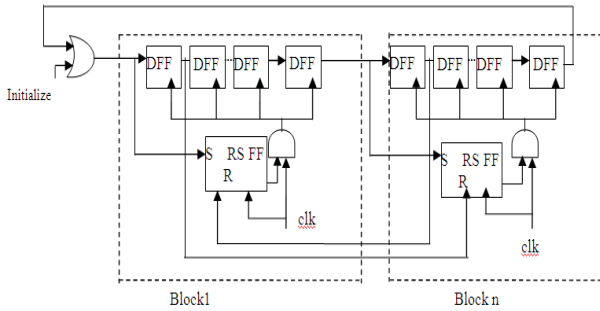 DFF DFF DFF DFF DFF DFF DFF DFF
Initialize
S RS FF
R
S RS FF
R
clk
clk
Block1
Block n